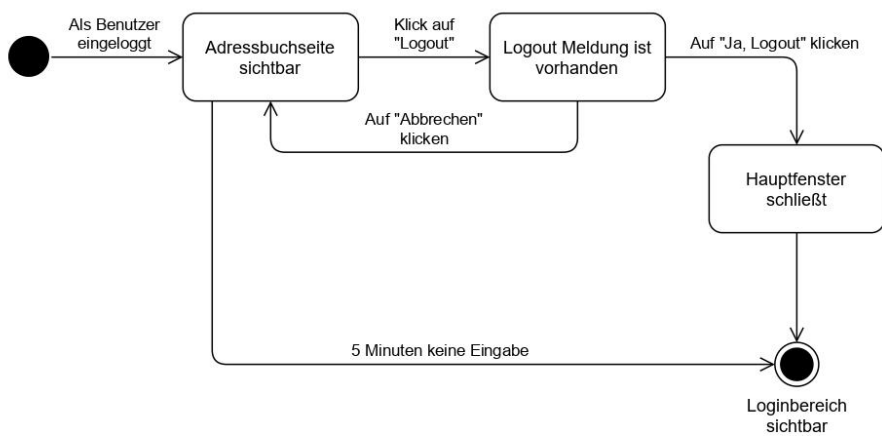 Als Benutzer
eingeloggt
Adressbuchseite
sichtbar
Klick auf
"Logout"
Logout Meldung ist
vorhanden
Auf "Ja, Logout" klicken
Auf "Abbrechen"
klicken
Hauptfenster
schließt
5 Minuten keine Eingabe
Loginbereich
sichtbar